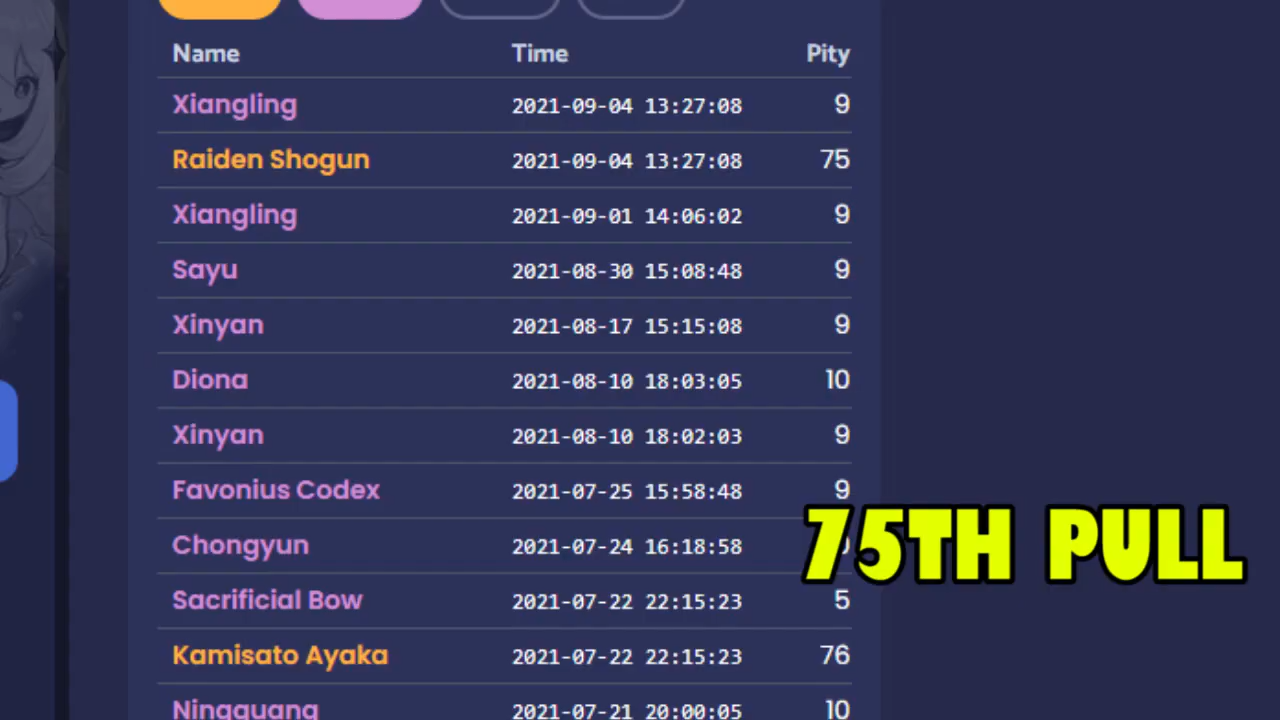 Name Time Pity
Xiangling 2021-09-04 13:27:08 9
Raiden Shogun 2021-09-04 13:27:08 75
Xiangling 2021-09-01 14:06:02 9
Sayu 2021-08-30 15:08:48 9
Xinyan 2021-08-17 15:15:08 9
Diona 2021-08-10 18:03:05 10
Xinyan 2021-08-10 18:02:03 9
Favonius Codex 2021-07-25 15:58:48 9
Chongyun 2021-07-24 16:18:58
75TH PULL
Sacrificial Bow 2021-07-22 22:15:23 5
Kamisato Ayaka 2021-07-22 22:15:23 76
Ningguang 2021-07-21 20:00:05 10